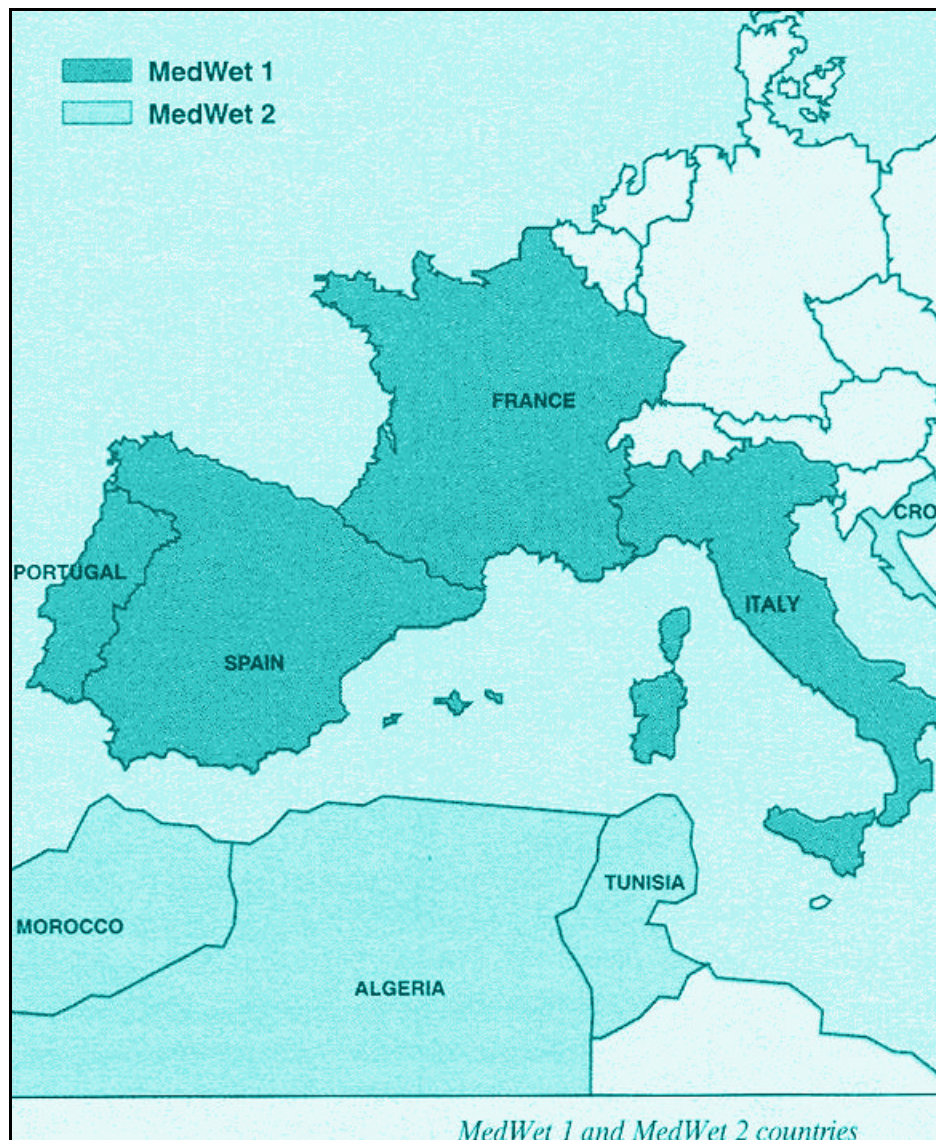 MedWet 1
MedWet 2
FRANCE
CRO
PORTUGAL
ITALY
SPAIN
TUNISIA
MOROCCO
ALGERIA
MedWet 1 and MedWet 2 countries